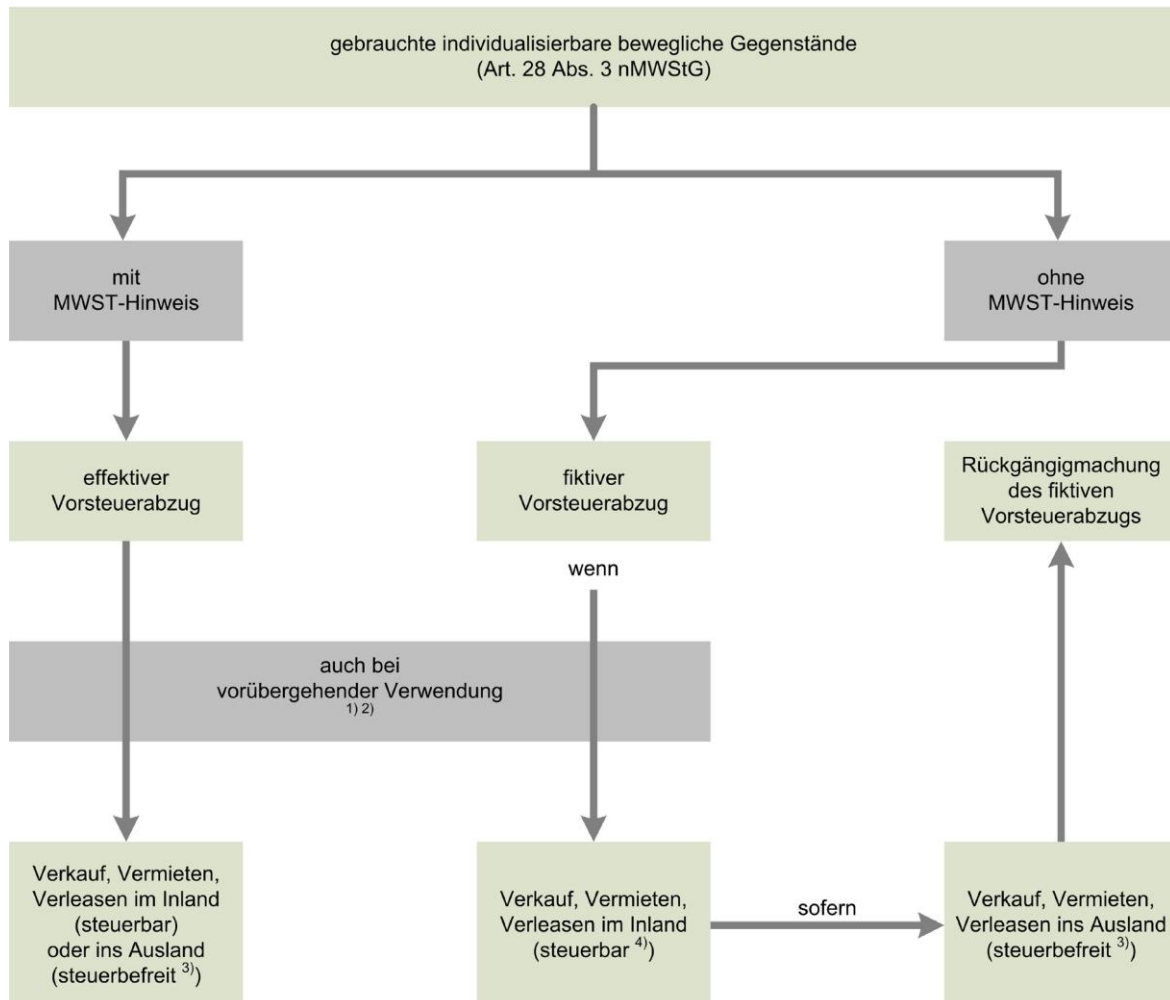 gebrauchte individualisierbare bewegliche Gegenstände
(Art. 28 Abs. 3 nMWStG)
mit
MWST-Hinweis
ohne
MWST-Hinweis
effektiver
Vorsteuerabzug
fiktiver
Vorsteuerabzug
Rückgängigmachung
des fiktiven
Vorsteuerabzugs
wenn
auch bei
vorübergehender Verwendung
1) 2)
Verkauf, Vermieten,
Verleasen im Inland
(steuerbar)
oder ins Ausland
(steuerbefreit 3))
Verkauf, Vermieten,
Verleasen im Inland
(steuerbar 4))
sofern
Verkauf, Vermieten,
Verleasen ins Ausland
(steuerbefreit 3))